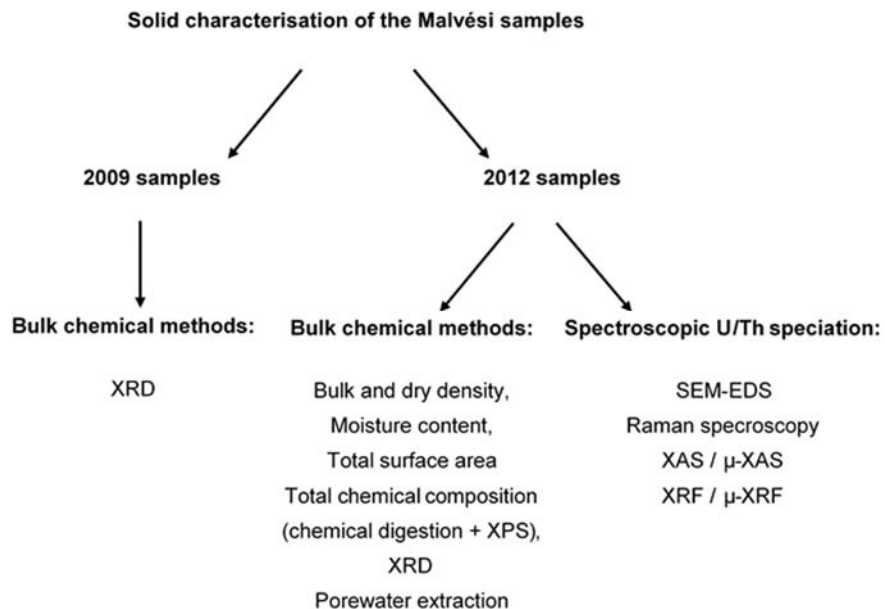 Solid characterisation of the Malvési samples
2009 samples
2012 samples
Bulk chemical methods:
XRD
Bulk chemical methods:
Bulk and dry density,
Moisture content,
Total surface area
Total chemical composition
(chemical digestion + XPS),
XRD
Porewater extraction
Spectroscopic U/Th speciation:
SEM-EDS
Raman specroscopy
XAS / μ-XAS
XRF / μ-XRF